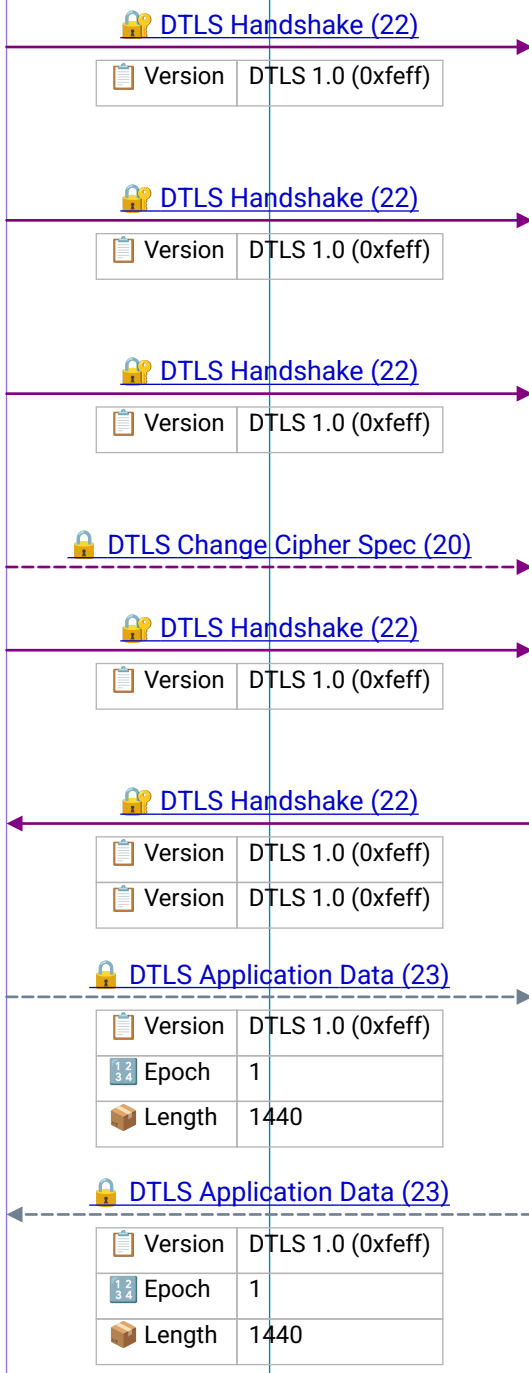 🔐 DTLS Handshake (22)
📋 Version DTLS 1.0 (0xfeff)
🔐 DTLS Handshake (22)
📋 Version DTLS 1.0 (0xfeff)
🔐 DTLS Handshake (22)
📋 Version DTLS 1.0 (0xfeff)
🔒 DTLS Change Cipher Spec (20)
🔐 DTLS Handshake (22)
📋 Version DTLS 1.0 (0xfeff)
🔐 DTLS Handshake (22)
📋 Version DTLS 1.0 (0xfeff)
📋 Version DTLS 1.0 (0xfeff)
🔒 DTLS Application Data (23)
📋 Version DTLS 1.0 (0xfeff)
🔢 Epoch 1
📦 Length 1440
🔒 DTLS Application Data (23)
📋 Version DTLS 1.0 (0xfeff)
🔢 Epoch 1
📦 Length 1440